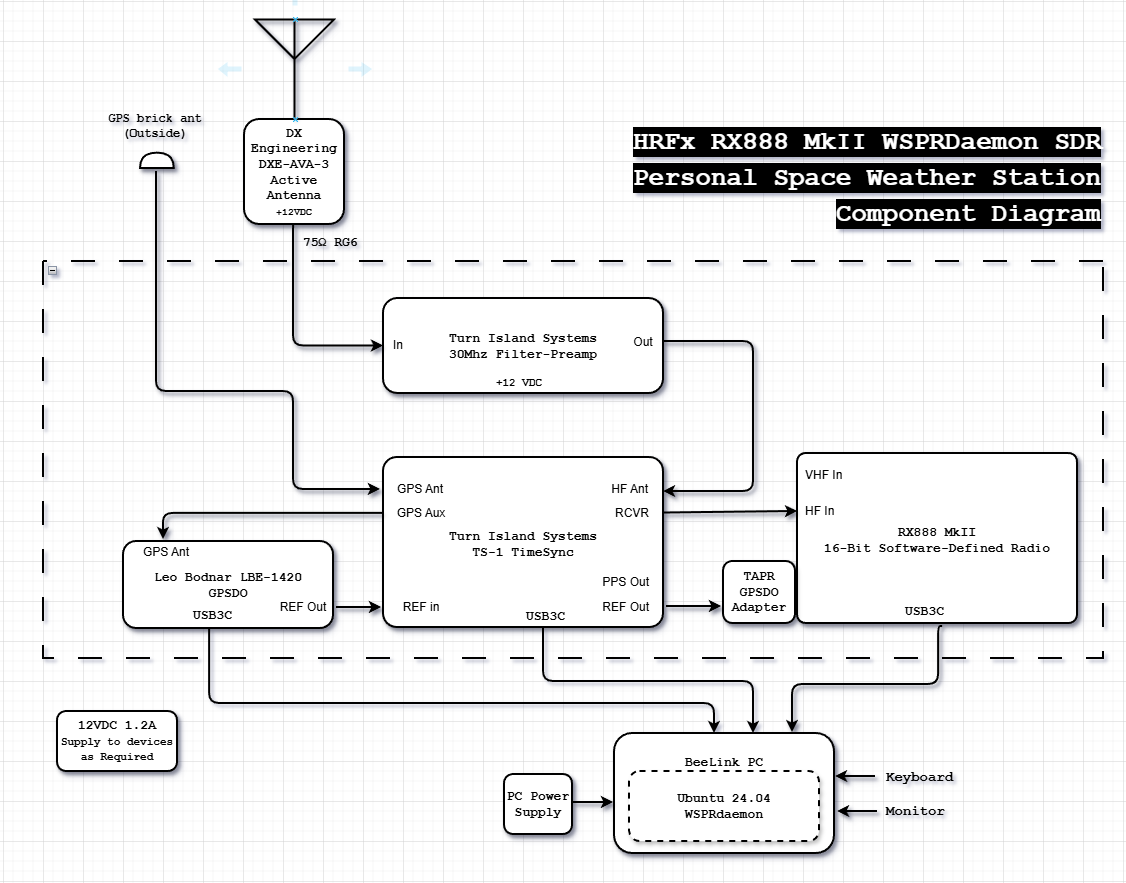 GPS brick ant
(Outside)
DX
Engineering
DXE-AVA-3
Active
Antenna
+12VDC
75Ω RG6
HRFx RX888 MkII WSPRDaemon SDR
Personal Space Weather Station
Component Diagram
In
Turn Island Systems
30Mhz Filter-Preamp
+12 VDC
Out
GPS Ant
GPS Aux
HF Ant
RCVR
Turn Island Systems
TS-1 TimeSync
PPS Out
REF in
REF Out
USB3C
VHF In
HF In
RX888 MkII
16-Bit Software-Defined Radio
USB3C
TAPR
GPSDO
Adapter
GPS Ant
Leo Bodnar LBE-1420
GPSDO
REF Out
USB3C
12VDC 1.2A
Supply to devices
as Required
PC Power
Supply
BeeLink PC
Ubuntu 24.04
WSPRdaemon
Keyboard
Monitor